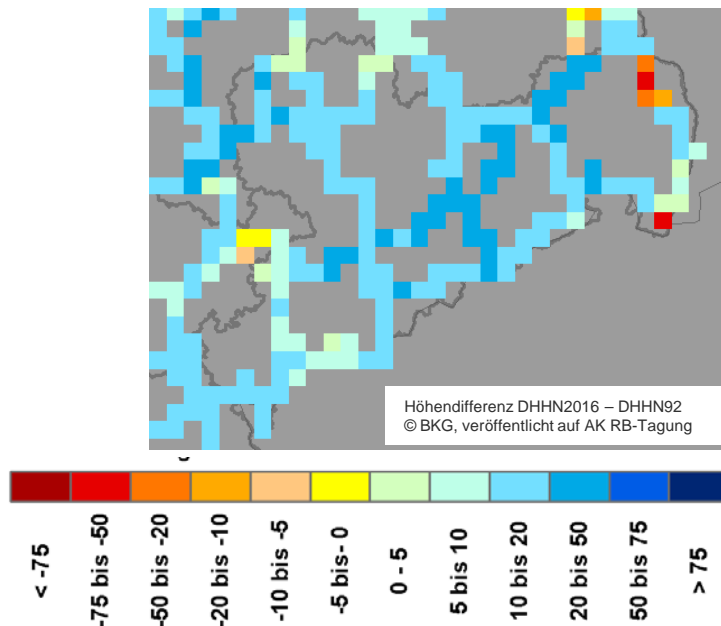 Höhendifferenz DHHN2016 – DHHN92
© BKG, veröffentlicht auf AK RB-Tagung
< -75
-75 bis -50
-50 bis -20
-20 bis -10
-10 bis -5
-5 bis- 0
0 - 5
5 bis 10
10 bis 20
20 bis 50
50 bis 75
> 75